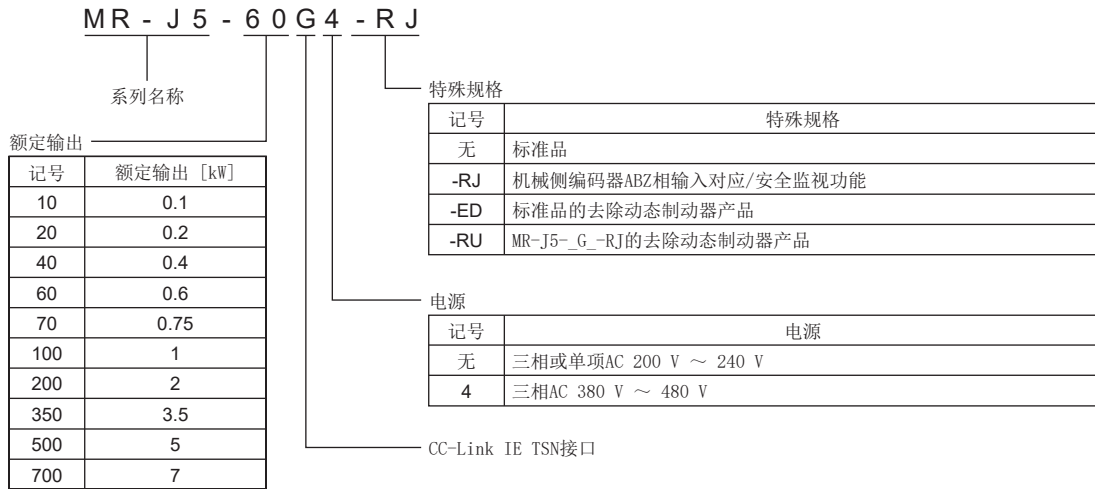 MR-J5-60G4-RJ
系列名称
额定输出
记号 额定输出 [kW]
10 0.1
20 0.2
40 0.4
60 0.6
70 0.75
100 1
200 2
350 3.5
500 5
700 7
特殊规格
记号 特殊规格
无 标准品
-RJ 机械侧编码器ABZ相输入对应/安全监视功能
-ED 标准品的去除动态制动器产品
-RU MR-J5-_G_-RJ的去除动态制动器产品
电源
记号 电源
无 三相或单项AC 200 V ～ 240 V
4 三相AC 380 V ～ 480 V
CC-Link IE TSN接口